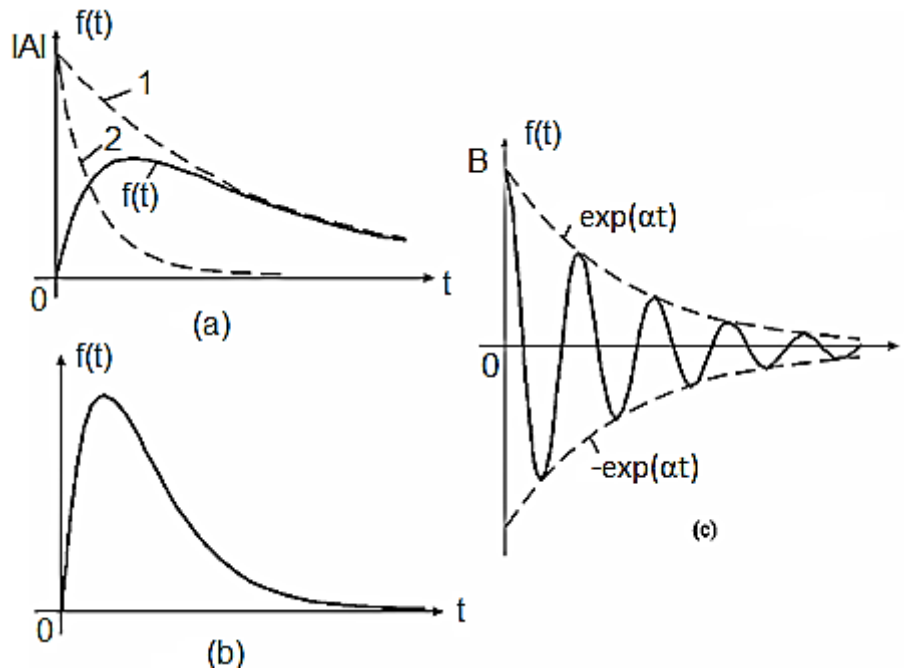 f(t)
|A|
1
2
f(t)
0
t
(a)
f(t)
B
exp(αt)
0
-exp(αt)
(c)
f(t)
0
t
(b)